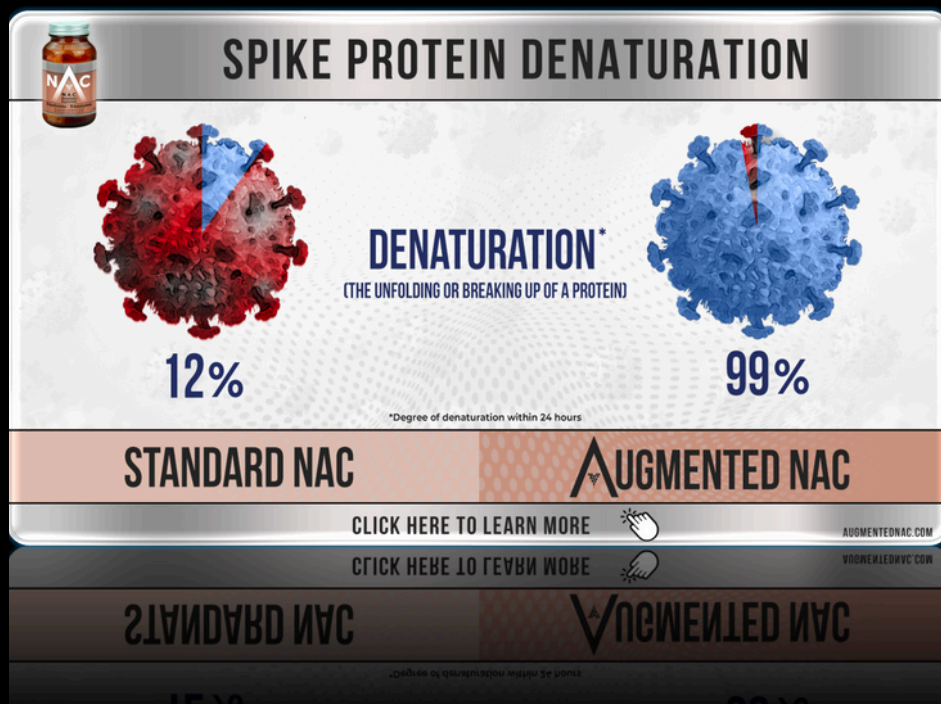 SPIKE PROTEIN DENATURATION
NAC
NAC
DENATURATION*
(THE UNFOLDING OR BREAKING UP OF A PROTEIN)
12%
99%
*Degree of denaturation within 24 hours
STANDARD NAC
AUGMENTED NAC
CLICK HERE TO LEARN MORE
AUGMENTEDNAC.COM